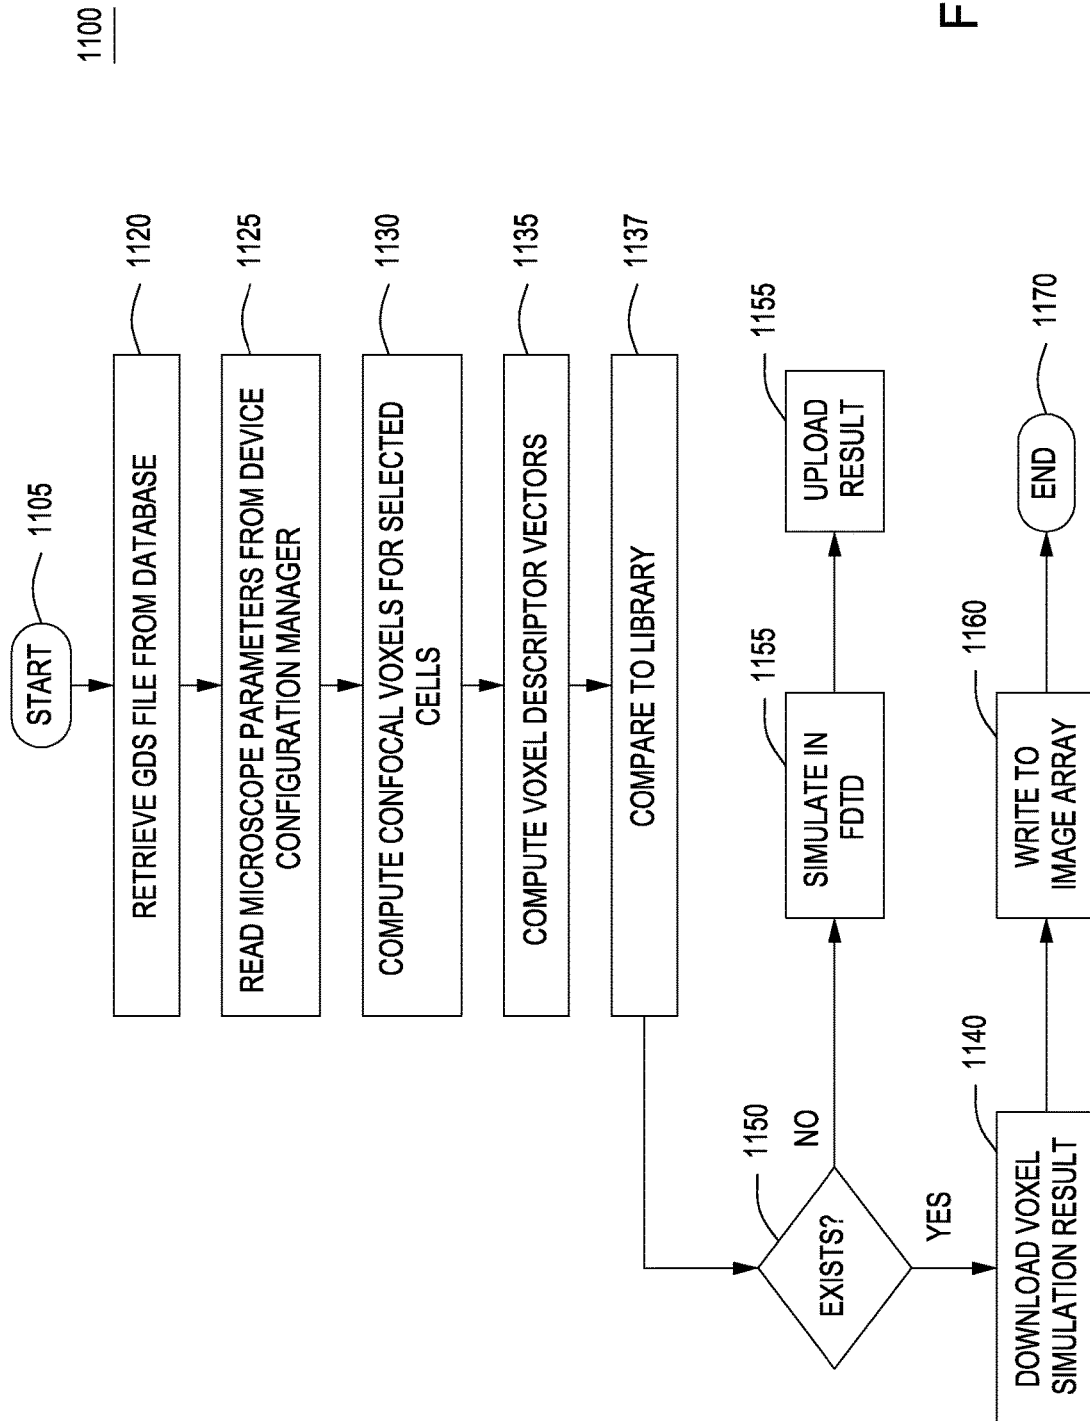 1100
START
1105
RETRIEVE GDS FILE FROM DATABASE
1120
READ MICROSCOPE PARAMETERS FROM DEVICE
CONFIGURATION MANAGER
1125
COMPUTE CONFOCAL VOXELS FOR SELECTED
CELLS
1130
COMPUTE VOXEL DESCRIPTOR VECTORS
1135
COMPARE TO LIBRARY
1137
EXISTS?
1150
NO
SIMULATE IN
FDTD
1155
UPLOAD
RESULT
1155
YES
DOWNLOAD VOXEL
SIMULATION RESULT
1140
WRITE TO
IMAGE ARRAY
1160
END
1170
F